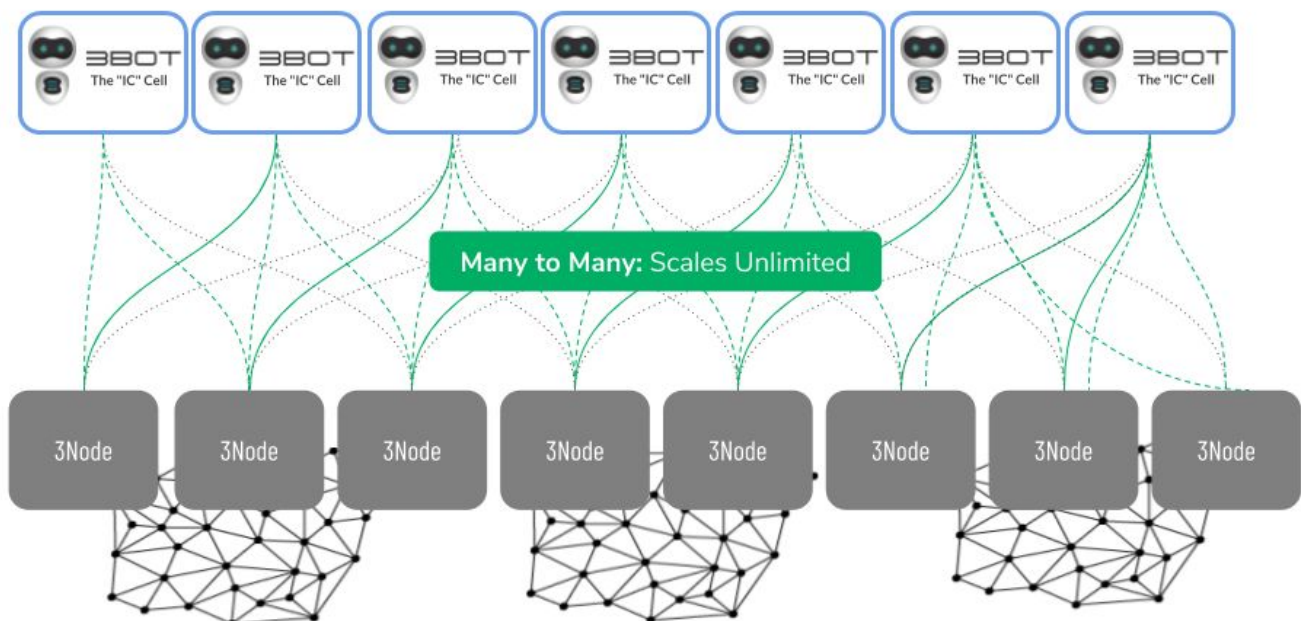 3BOT
The "IC" Cell
3BOT
The "IC" Cell
3BOT
The "IC" Cell
3BOT
The "IC" Cell
3BOT
The "IC" Cell
3BOT
The "IC" Cell
3BOT
The "IC" Cell
Many to Many: Scales Unlimited
3Node
3Node
3Node
3Node
3Node
3Node
3Node
3Node